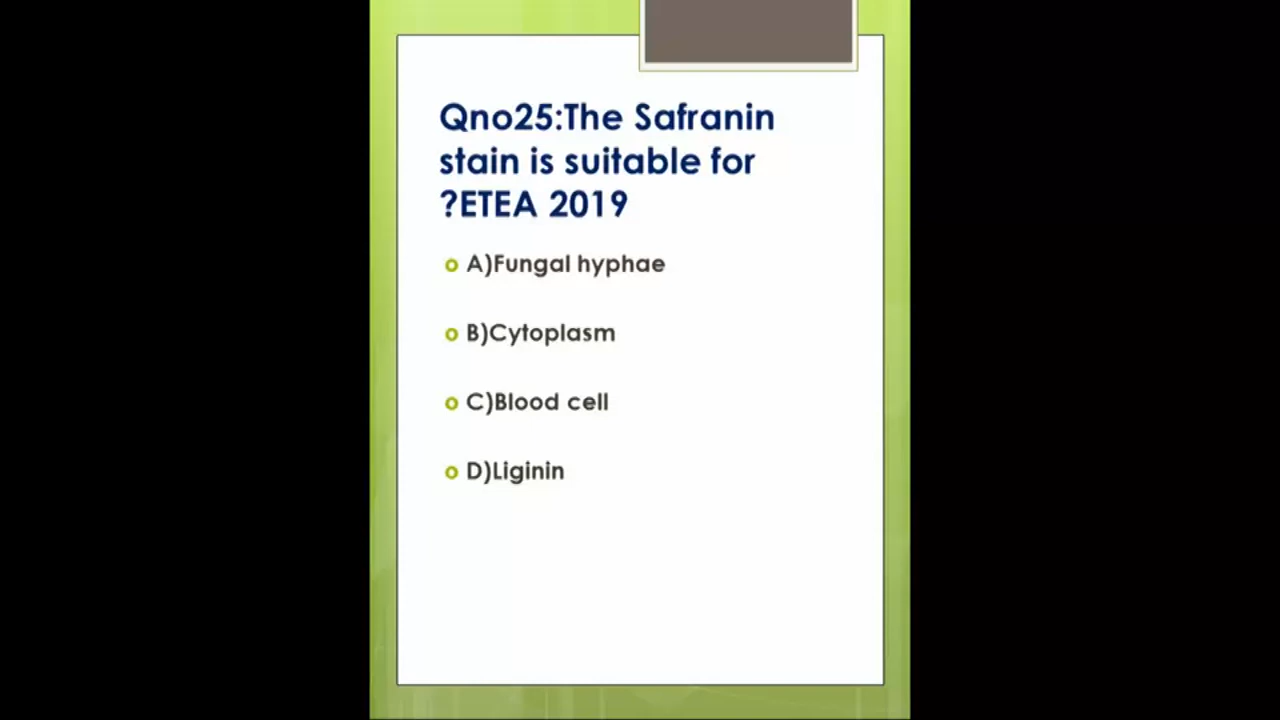 Qno25:The Safranin
stain is suitable for
?ETEA 2019
A)Fungal hyphae
B)Cytoplasm
C)Blood cell
D)Liginin